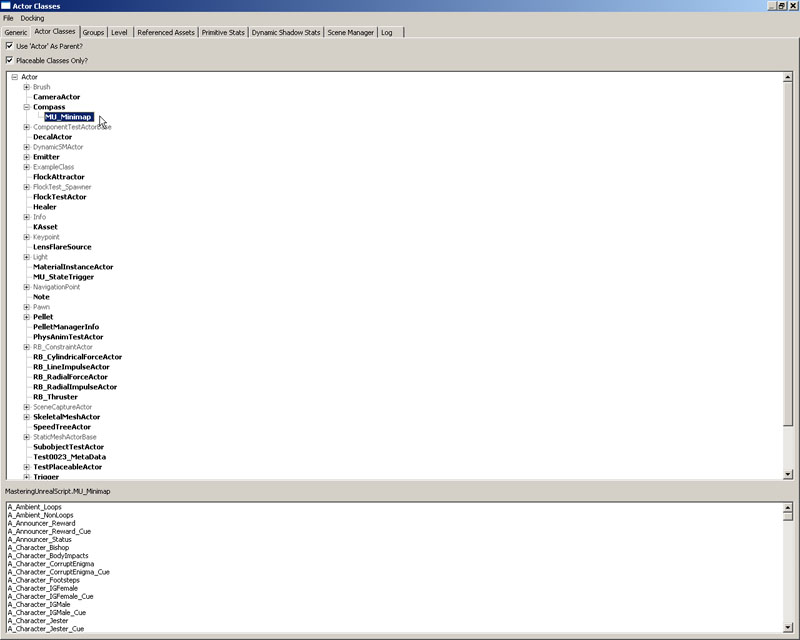 Actor Classes
File Docking
Generic Actor Classes Groups Level Referenced Assets Primitive Stats Dynamic Shadow Stats Scene Manager Log
Use 'Actor' As Parent?
Placeable Classes Only?
Actor
Brush
CameraActor
Compass
MU_Minimap
ComponentTestActorBase
DecalActor
DynamicSMActor
Emitter
ExampleClass
FlockAttractor
FlockTest_Spawner
FlockTestActor
Healer
Info
KAsset
Keypoint
LensFlareSource
Light
MaterialInstanceActor
MU_StateTrigger
NavigationPoint
Note
Pawn
Pellet
PelletManagerInfo
PhysAnimTestActor
RB_ConstraintActor
RB_CylindricalForceActor
RB_LineImpulseActor
RB_RadialForceActor
RB_RadialImpulseActor
RB_Thruster
SceneCaptureActor
SkeletalMeshActor
SpeedTreeActor
StaticMeshActorBase
SubobjectTestActor
Test0023_MetaData
TestPlaceableActor
Trigger
MasteringUnrealScript.MU_Minimap
A_Ambient_Loops
A_Ambient_NonLoops
A_Announcer_Reward
A_Announcer_Reward_Cue
A_Announcer_Status
A_Character_Bishop
A_Character_BodyImpacts
A_Character_CorruptEnigma
A_Character_CorruptEnigma_Cue
A_Character_Footsteps
A_Character_IGFemale
A_Character_IGFemale_Cue
A_Character_IGMale
A_Character_IGMale_Cue
A_Character_Jester
A_Character_Jester_Cue